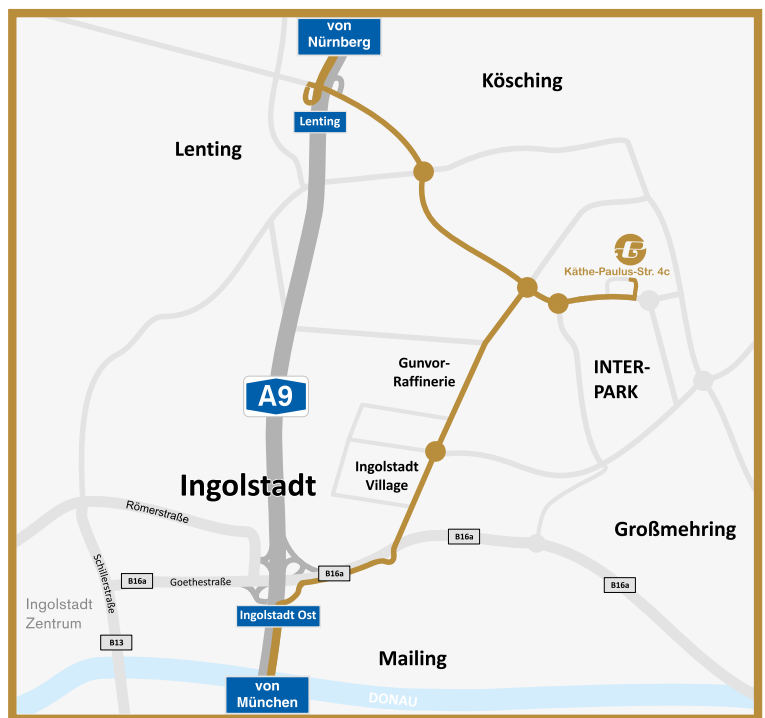 von
Nürnberg
Kösching
Lenting
Lenting
Käthe-Paulus-Str. 4c
Gunvor-
Raffinerie
INTER-
PARK
A9
Ingolstadt
Village
Ingolstadt
Römerstraße
Großmehring
B16a
B16a
B16a
Goethestraße
B16a
Schillerstraße
Ingolstadt
Zentrum
Ingolstadt Ost
B13
Mailing
von
München
DONAU